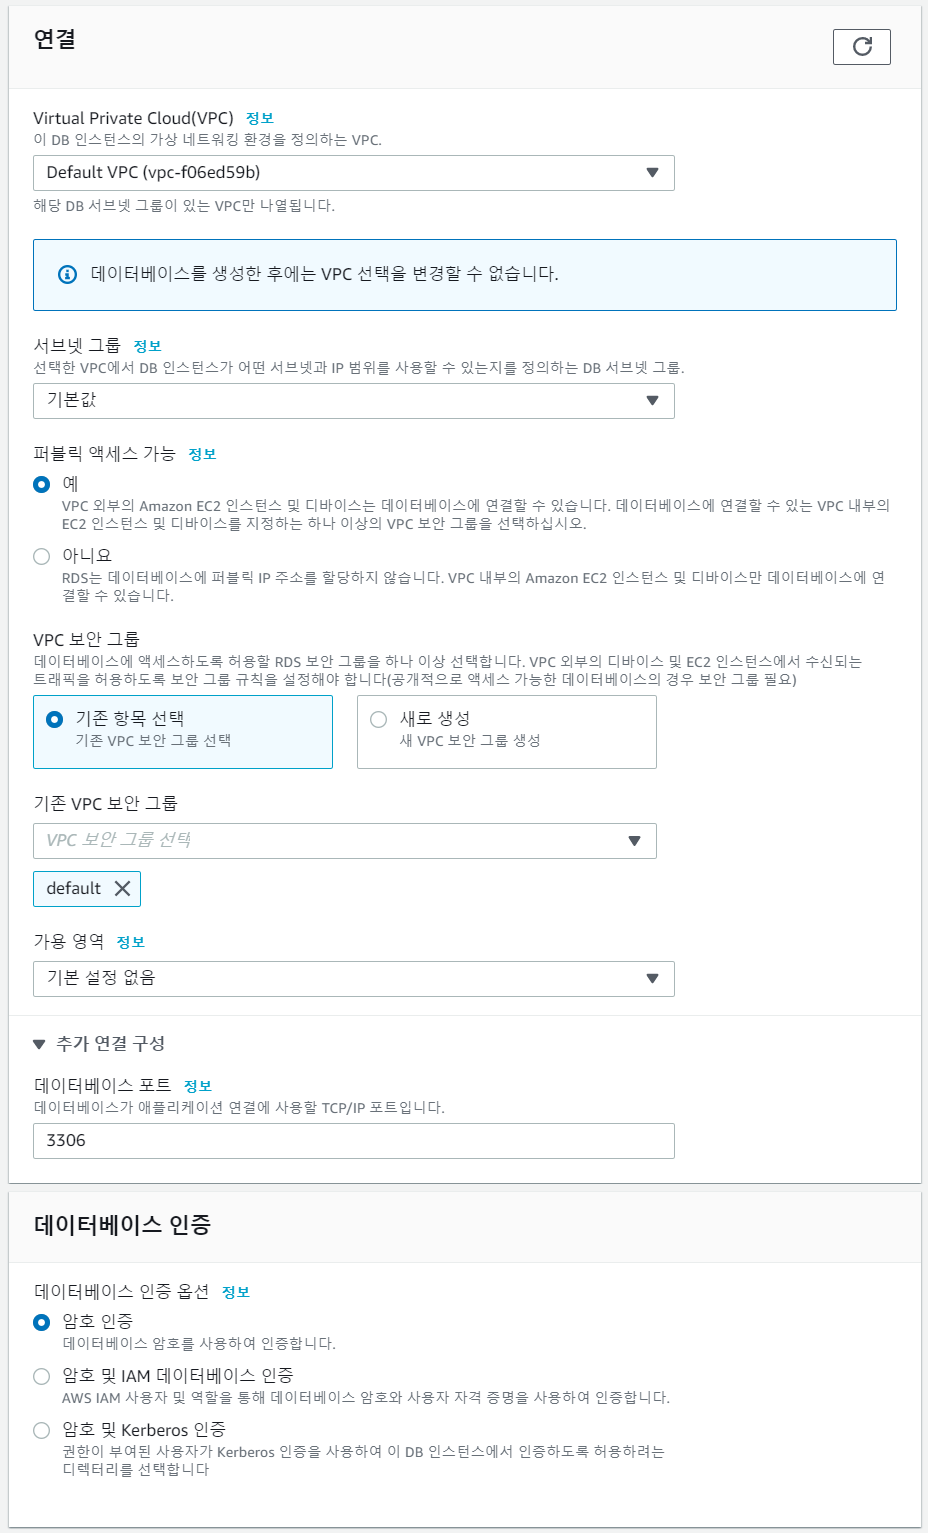 연결
Virtual Private Cloud(VPC) 정보
이 DB 인스턴스의 가상 네트워킹 환경을 정의하는 VPC.
Default VPC (vpc-f06ed59b)
해당 DB 서브넷 그룹이 있는 VPC만 나열됩니다.
데이터베이스를 생성한 후에는 VPC 선택을 변경할 수 없습니다.
서브넷 그룹 정보
선택한 VPC에서 DB 인스턴스가 어떤 서브넷과 IP 범위를 사용할 수 있는지를 정의하는 DB 서브넷 그룹.
기본값
퍼블릭 액세스 가능 정보
예
VPC 외부의 Amazon EC2 인스턴스 및 디바이스는 데이터베이스에 연결할 수 있습니다. 데이터베이스에 연결할 수 있는 VPC 내부의
EC2 인스턴스 및 디바이스를 지정하는 하나 이상의 VPC 보안 그룹을 선택하십시오.
아니요
RDS는 데이터베이스에 퍼블릭 IP 주소를 할당하지 않습니다. VPC 내부의 Amazon EC2 인스턴스 및 디바이스만 데이터베이스에 연
결할 수 있습니다.
VPC 보안 그룹
데이터베이스에 액세스하도록 허용할 RDS 보안 그룹을 하나 이상 선택합니다. VPC 외부의 디바이스 및 EC2 인스턴스에서 수신되는
트래픽을 허용하도록 보안 그룹 규칙을 설정해야 합니다(공개적으로 액세스 가능한 데이터베이스의 경우 보안 그룹 필요)
기존 항목 선택
기존 VPC 보안 그룹 선택
새로 생성
새 VPC 보안 그룹 생성
기존 VPC 보안 그룹
VPC 보안 그룹 선택
default
가용 영역 정보
기본 설정 없음
추가 연결 구성
데이터베이스 포트 정보
데이터베이스가 애플리케이션 연결에 사용할 TCP/IP 포트입니다.
3306
데이터베이스 인증
데이터베이스 인증 옵션 정보
암호 인증
데이터베이스 암호를 사용하여 인증합니다.
암호 및 IAM 데이터베이스 인증
AWS IAM 사용자 및 역할을 통해 데이터베이스 암호와 사용자 자격 증명을 사용하여 인증합니다.
암호 및 Kerberos 인증
권한이 부여된 사용자가 Kerberos 인증을 사용하여 이 DB 인스턴스에서 인증하도록 허용하려는
디렉터리를 선택합니다